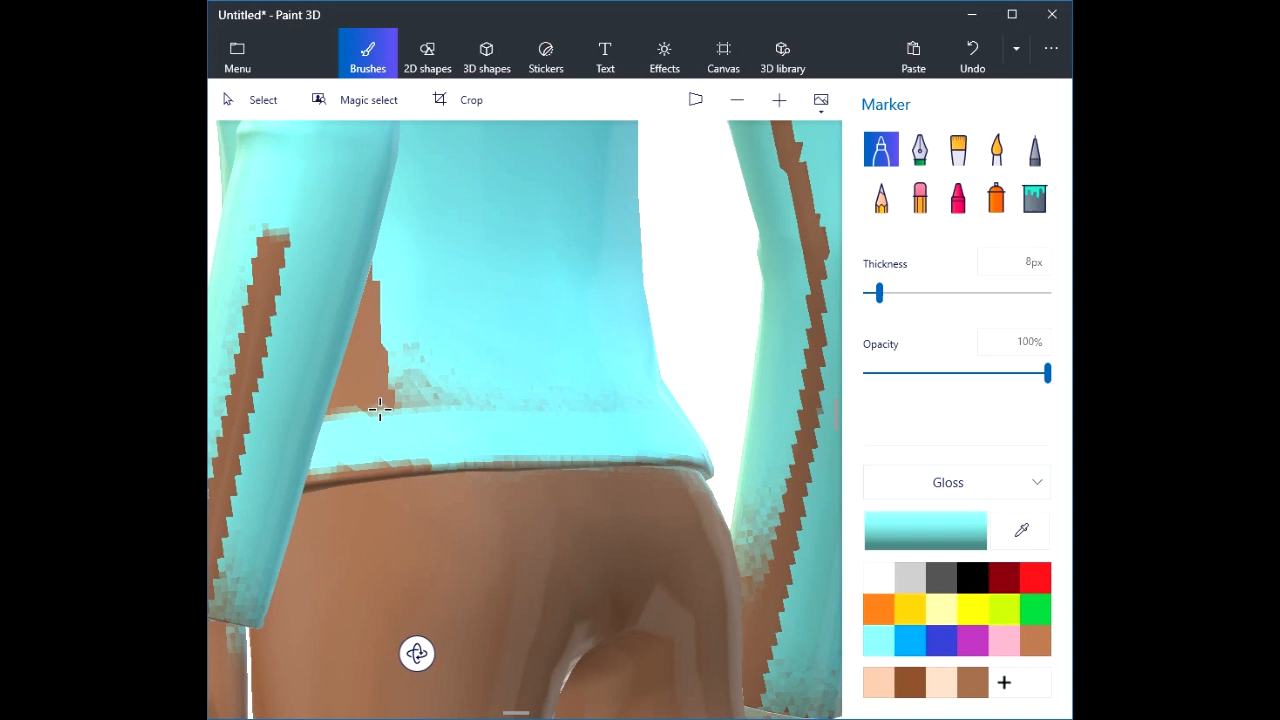 Untitled* - Paint 3D
Menu
Brushes
2D shapes
3D shapes
Stickers
Text
Effects
Canvas
3D library
Paste
Undo
Select
Magic select
Crop
Marker
Thickness
8px
Opacity
100%
Gloss